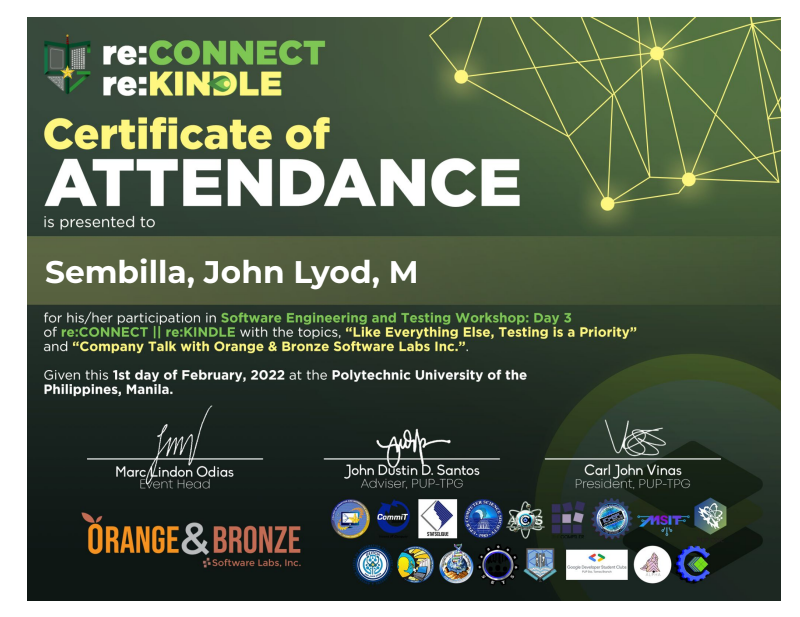 re:CONNECT
re:KINDLE
Certificate of
ATTENDANCE
is presented to
Sembilla, John Lyod, M
for his/her participation in Software Engineering and Testing Workshop: Day 3
of re:CONNECT || re:KINDLE with the topics, “Like Everything Else, Testing is a Priority”
and “Company Talk with Orange & Bronze Software Labs Inc.”.
Given this 1st day of February, 2022 at the Polytechnic University of the
Philippines, Manila.
Marc Lindon Odias
Event Head
John Dustin D. Santos
Adviser, PUP-TPG
Carl John Vinas
President, PUP-TPG
ORANGE & BRONZE
Software Labs, Inc.
CommiT
ACS
MSIT
Google Developer Student Clubs